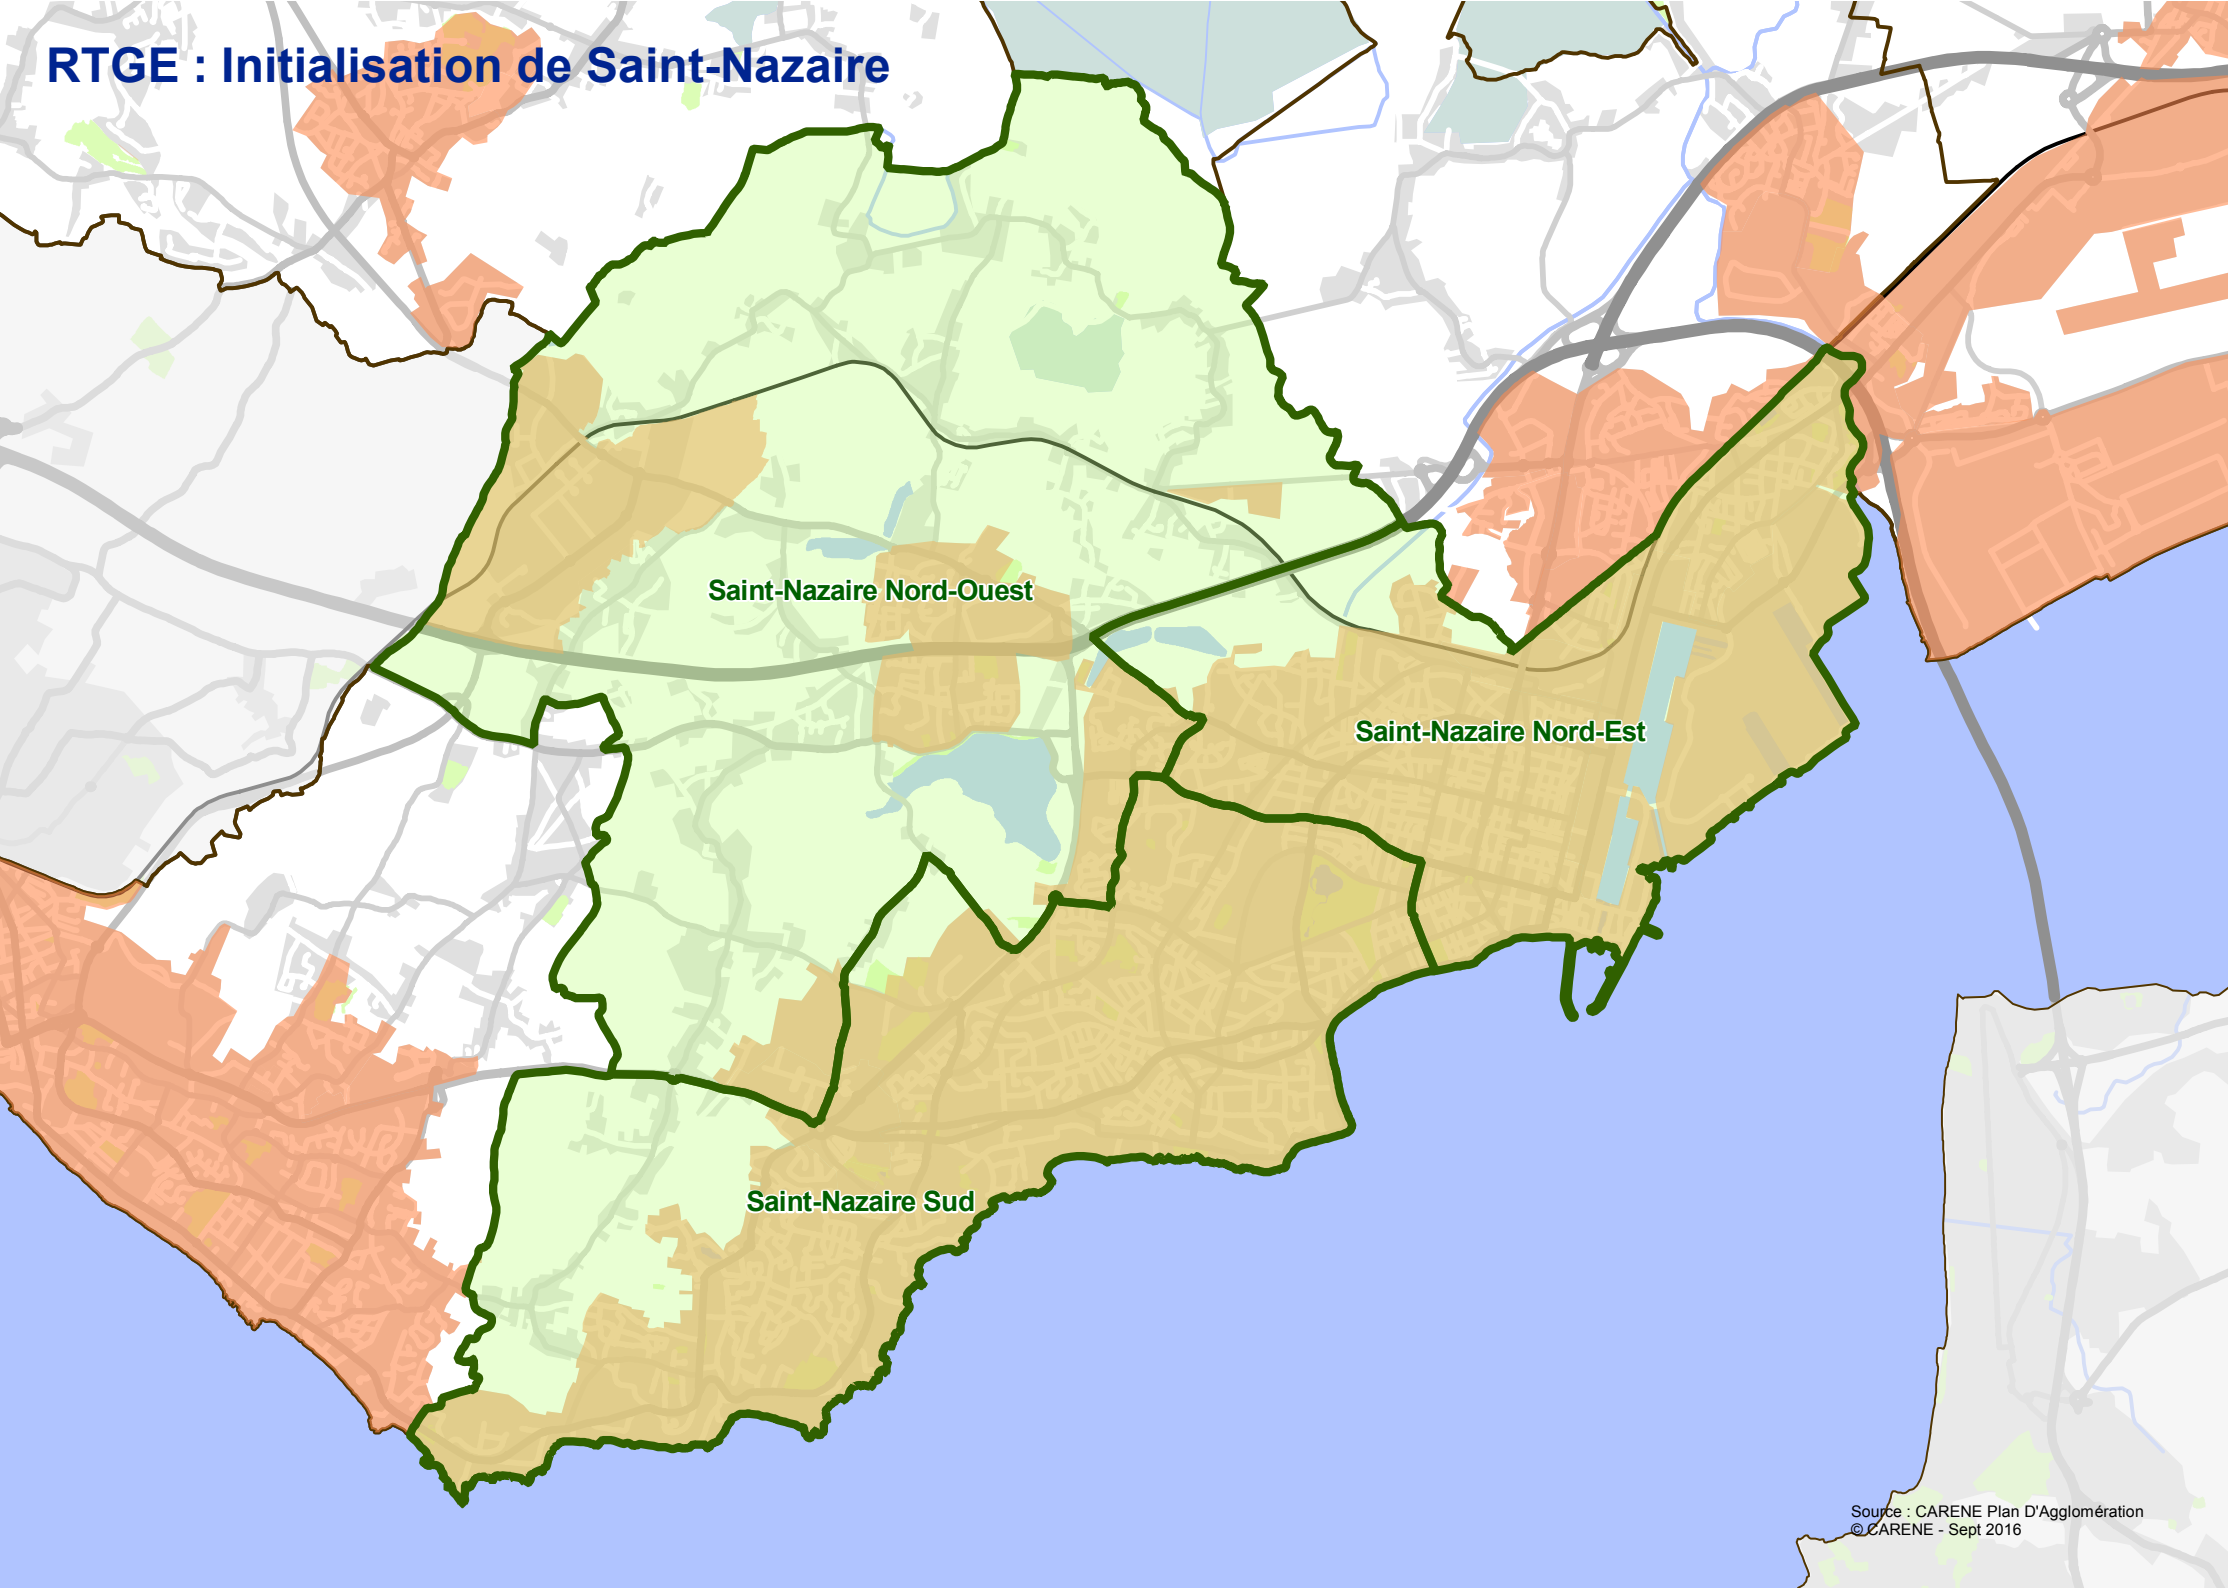 RTGE : Initialisation de Saint-Nazaire
Saint-Nazaire Nord-Ouest
Saint-Nazaire Nord-Est
Saint-Nazaire Sud
Source : CARENE Plan D'Agglomération
© CARENE - Sept 2016